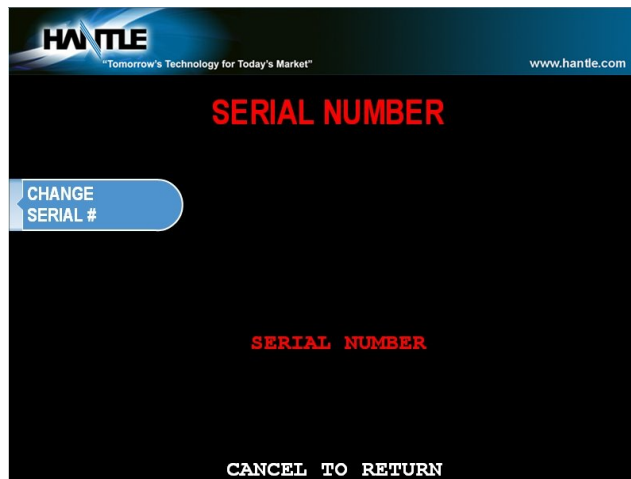 HANTLE
"Tomorrow's Technology for Today's Market"
www.hantle.com
SERIAL NUMBER
CHANGE
SERIAL #
SERIAL NUMBER
CANCEL TO RETURN